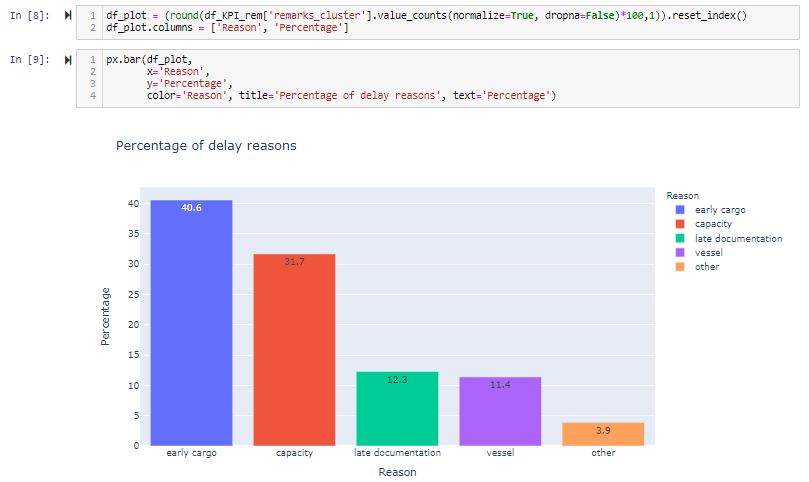 In [8]:
1 df_plot = (round(df_KPI_rem['remarks_cluster'].value_counts(normalize=True, dropna=False)*100,1)).reset_index()
2 df_plot.columns = ['Reason', 'Percentage']
In [9]:
1 px.bar(df_plot,
2 x='Reason',
3 y='Percentage',
4 color='Reason', title='Percentage of delay reasons', text='Percentage')
Percentage of delay reasons
Percentage
40
35
30
25
20
15
10
5
0
40.6
31.7
12.3
11.4
3.9
early cargo
capacity
late documentation
vessel
other
Reason
Reason
early cargo
capacity
late documentation
vessel
other